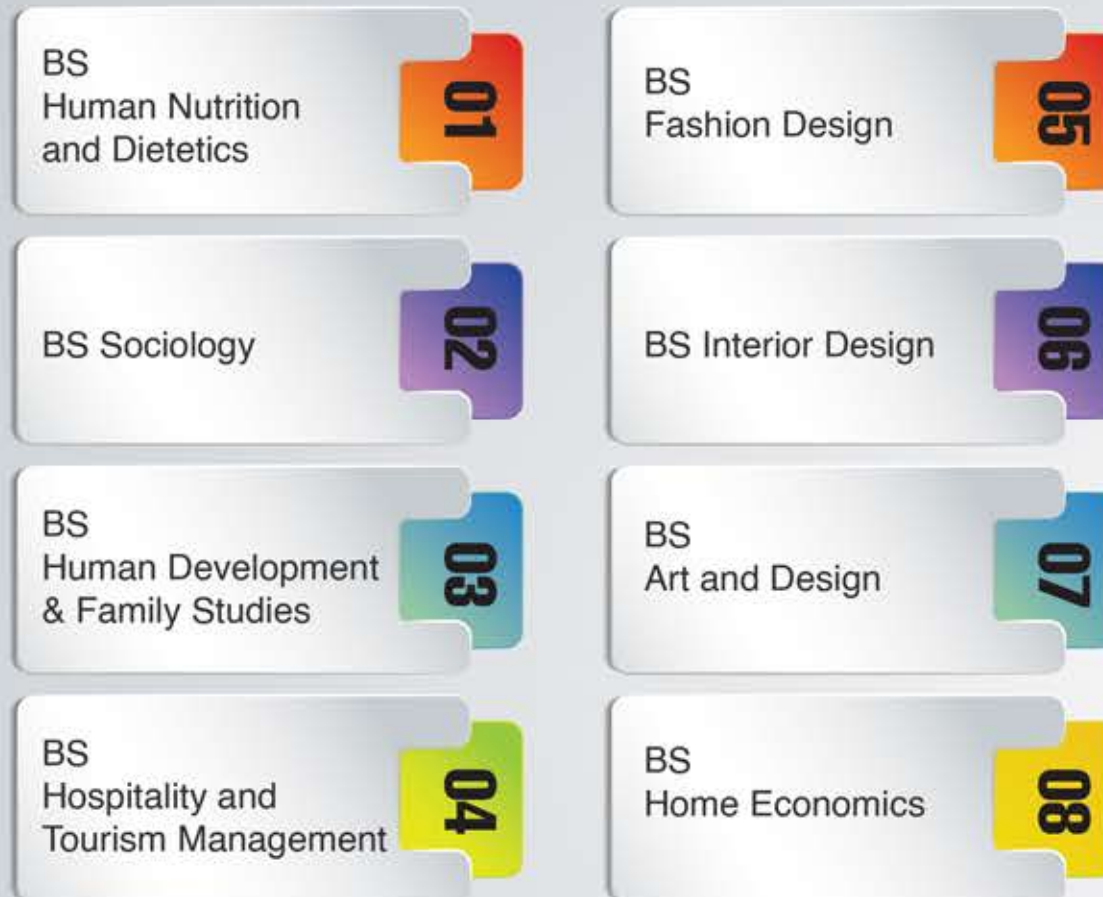 BS
Human Nutrition
and Dietetics
01
BS Sociology
02
BS
Human Development
& Family Studies
03
BS
Hospitality and
Tourism Management
04
BS
Fashion Design
05
BS Interior Design
06
BS
Art and Design
07
BS
Home Economics
08